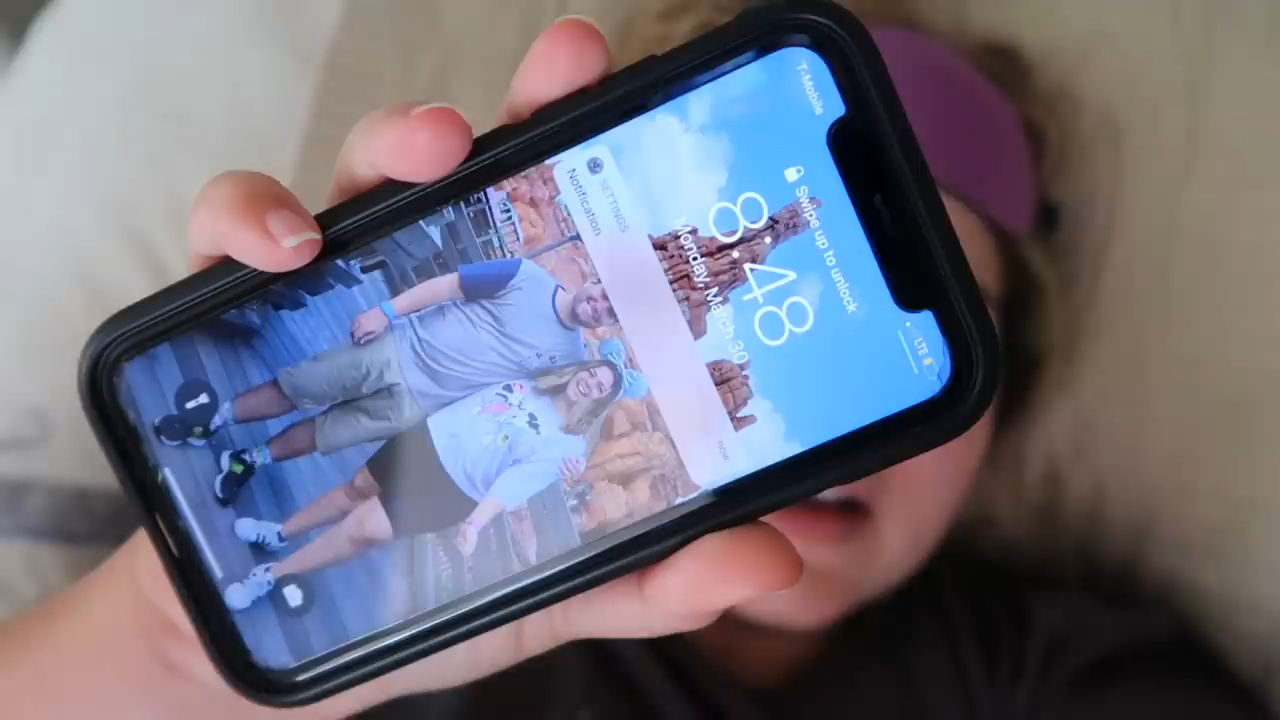 T-Mobile
LTE
Swipe up to unlock
8:48
Monday, March 30
SETTINGS
now
Notification